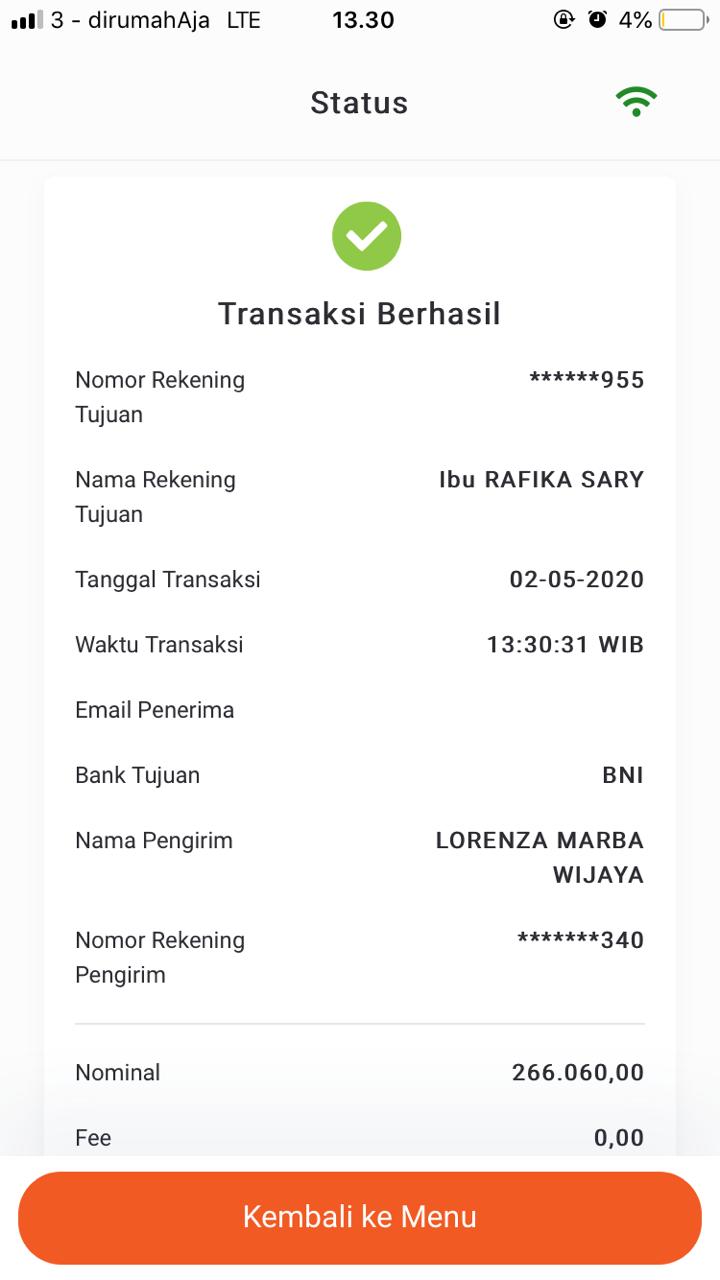 3 - dirumahAja LTE 13.30 4%
Status
Transaksi Berhasil
Nomor Rekening ******955
Tujuan
Nama Rekening Ibu RAFIKA SARY
Tujuan
Tanggal Transaksi 02-05-2020
Waktu Transaksi 13:30:31 WIB
Email Penerima
Bank Tujuan BNI
Nama Pengirim LORENZA MARBA
WIJAYA
Nomor Rekening *******340
Pengirim
Nominal 266.060,00
Fee 0,00
Kembali ke Menu